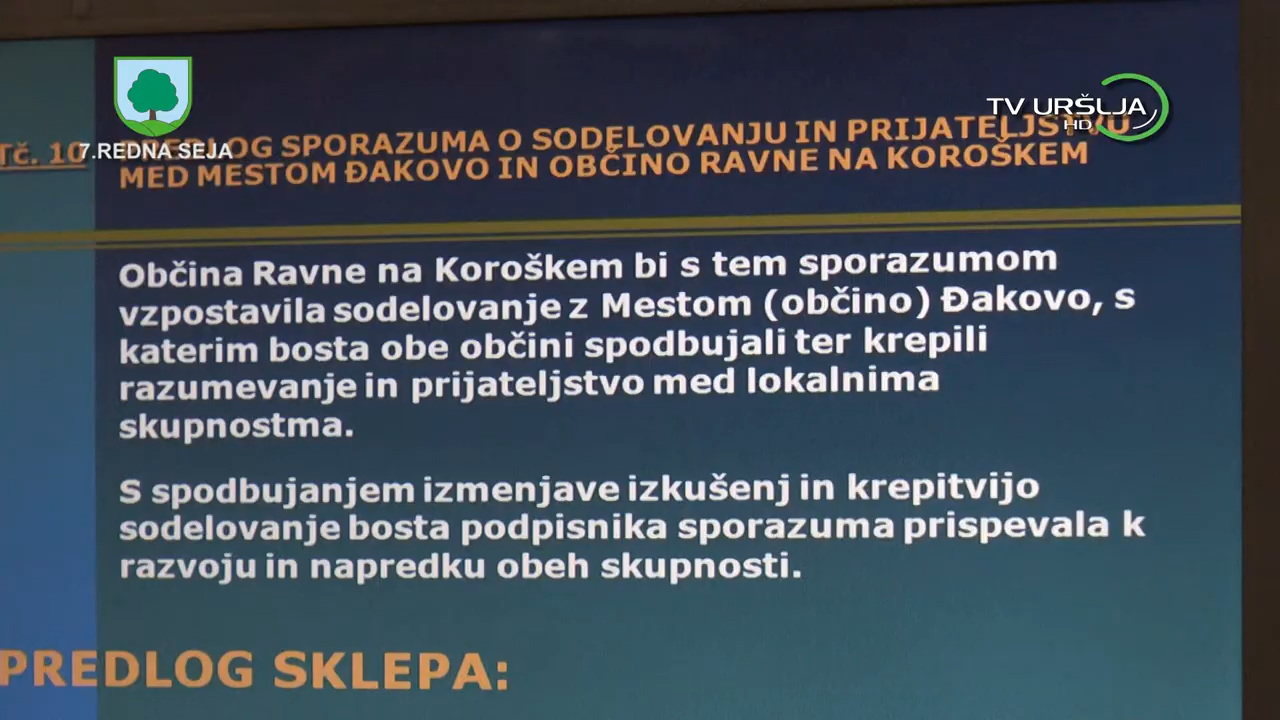 TV URŠLJA
HD
7.REDNA SEJA
Tč. 10
SPORAZUMA O SODELOVANJU IN PRIJATELJSTVU
MED MESTOM ĐAKOVO IN OBČINO RAVNE NA KOROŠKEM
Občina Ravne na Koroškem bi s tem sporazumom
vzpostavila sodelovanje z Mestom (občino) Đakovo, s
katerim bosta obe občini spodbujali ter krepili
razumevanje in prijateljstvo med lokalnima
skupnostma.
S spodbujanjem izmenjave izkušenj in krepitvijo
sodelovanje bosta podpisnika sporazuma prispevala k
razvoju in napredku obeh skupnosti.
PREDLOG SKLEPA: